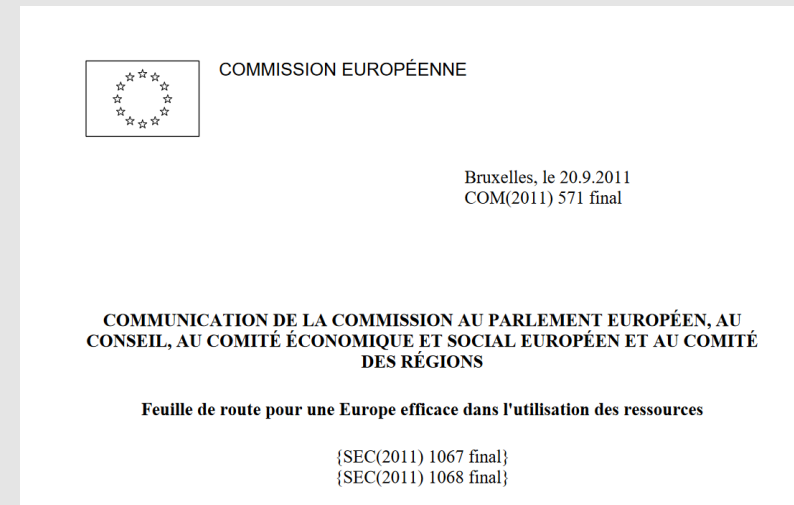 COMMISSION EUROPÉENNE
Bruxelles, le 20.9.2011
COM(2011) 571 final
COMMUNICATION DE LA COMMISSION AU PARLEMENT EUROPÉEN, AU
CONSEIL, AU COMITÉ ÉCONOMIQUE ET SOCIAL EUROPÉEN ET AU COMITÉ
DES RÉGIONS
Feuille de route pour une Europe efficace dans l'utilisation des ressources
{SEC(2011) 1067 final}
{SEC(2011) 1068 final}